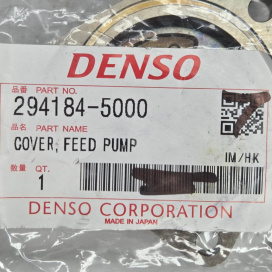 DENSO
品番 PART NO.
294184-5000
品名 PART NAME
COVER, FEED PUMP
IM/HK
数量 QT.
1
DENSO CORPORATION
MADE IN JAPAN